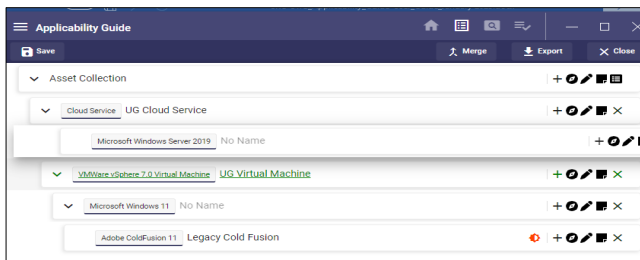 Applicability Guide
Save Merge Export Close
Asset Collection
Cloud Service UG Cloud Service
Microsoft Windows Server 2019 No Name
VMWare vSphere 7.0 Virtual Machine UG Virtual Machine
Microsoft Windows 11 No Name
Adobe ColdFusion 11 Legacy Cold Fusion